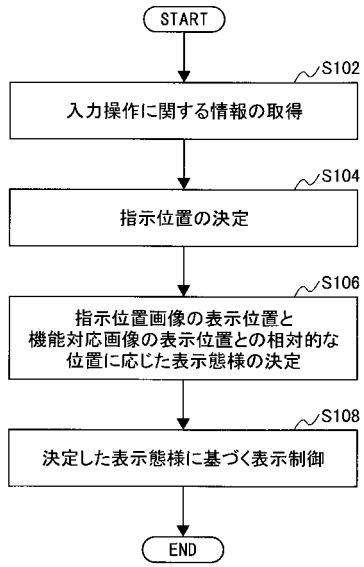 START
S102
入力操作に関する情報の取得
S104
指示位置の決定
S106
指示位置画像の表示位置と
機能対応画像の表示位置との相対的な
位置に応じた表示態様の決定
S108
決定した表示態様に基づく表示制御
END